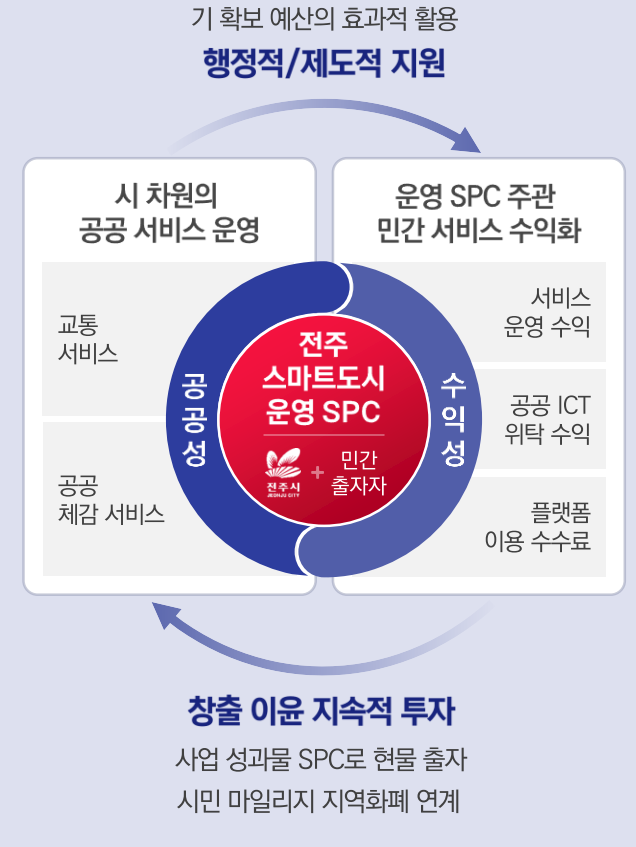 기 확보 예산의 효과적 활용
행정적/제도적 지원
시 차원의
공공 서비스 운영
교통
서비스
공공
체감 서비스
공공성
전주
스마트도시
운영 SPC
전주시
JEONJU CITY
+
민간
출자자
수익성
운영 SPC 주관
민간 서비스 수익화
서비스
운영 수익
공공 ICT
위탁 수익
플랫폼
이용 수수료
창출 이윤 지속적 투자
사업 성과물 SPC로 현물 출자
시민 마일리지 지역화폐 연계